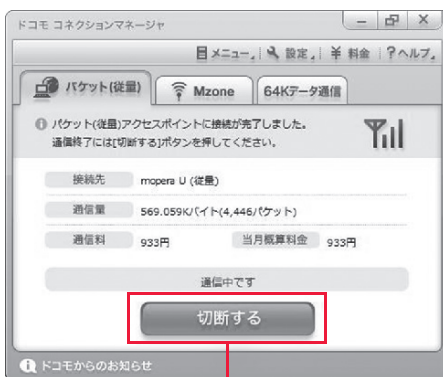 ドコモ コネクションマネージャ
メニュー 設定 料金 ?ヘルプ
パケット(従量) Mzone 64Kデータ通信
パケット(従量)アクセスポイントに接続が完了しました。
通信終了には[切断する]ボタンを押してください。
接続先 mopera U (従量)
通信量 569.059Kバイト(4,446パケット)
通信料 933円 当月概算料金 933円
通信中です
切断する
ドコモからのお知らせ